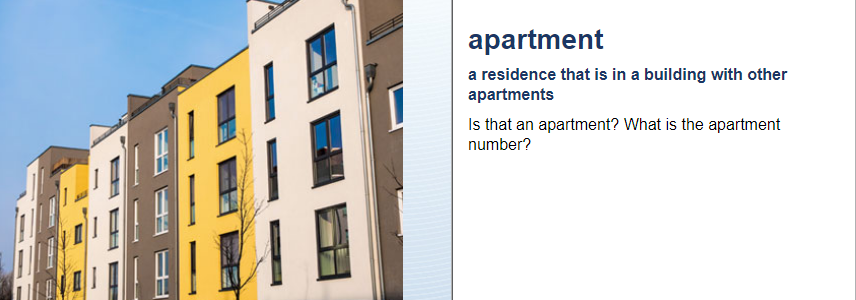 apartment
a residence that is in a building with other
apartments
Is that an apartment? What is the apartment
number?